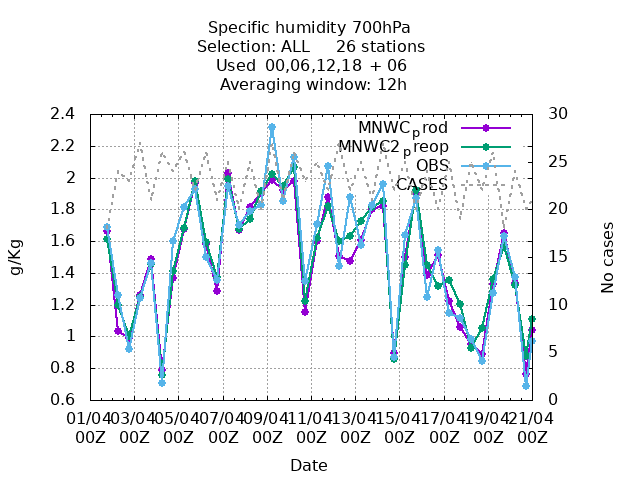 Specific humidity 700hPa
Selection: ALL 26 stations
Used 00,06,12,18 + 06
Averaging window: 12h
2.4
2.2
2
1.8
1.6
1.4
1.2
1
0.8
0.6
g/Kg
MNWCprod
MNWC2preop
OBS
CASES
30
25
20
15
10
5
0
No cases
01/04 03/04 05/04 07/04 09/04 11/04 13/04 15/04 17/04 19/04 21/04
00Z 00Z 00Z 00Z 00Z 00Z 00Z 00Z 00Z 00Z 00Z
Date